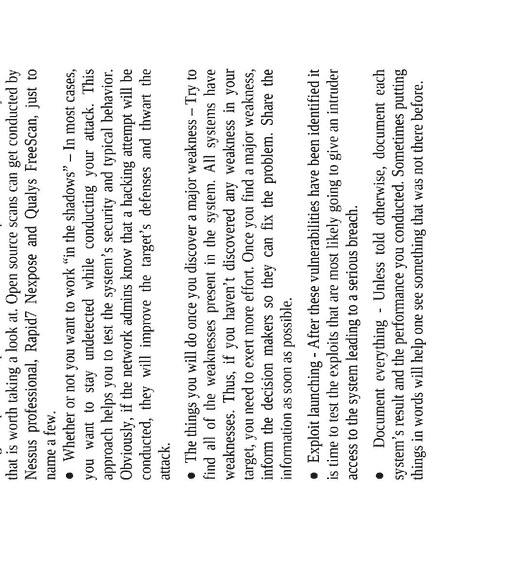 that is worth taking a look at. Open source scans can get conducted by
Nessus professional, Rapid7 Nexpose and Qualys FreeScan, just to
name a few.
● Whether or not you want to work “in the shadows” – In most cases,
you want to stay undetected while conducting your attack. This
approach helps you to test the system’s security and typical behavior.
Obviously, if the network admins know that a hacking attempt will be
conducted, they will improve the target’s defenses and thwart the
attack.
● The things you will do once you discover a major weakness – Try to
find all of the weaknesses present in the system. All systems have
weaknesses. Thus, if you haven’t discovered any weakness in your
target, you need to exert more effort. Once you find a major weakness,
inform the decision makers so they can fix the problem. Share the
information as soon as possible.
● Exploit launching - After these vulnerabilities have been identified it
is time to test the exploits that are most likely going to give an intruder
access to the system leading to a serious breach.
● Document everything - Unless told otherwise, document each
system’s result and the performance you conducted. Sometimes putting
things in words will help one see something that was not there before.